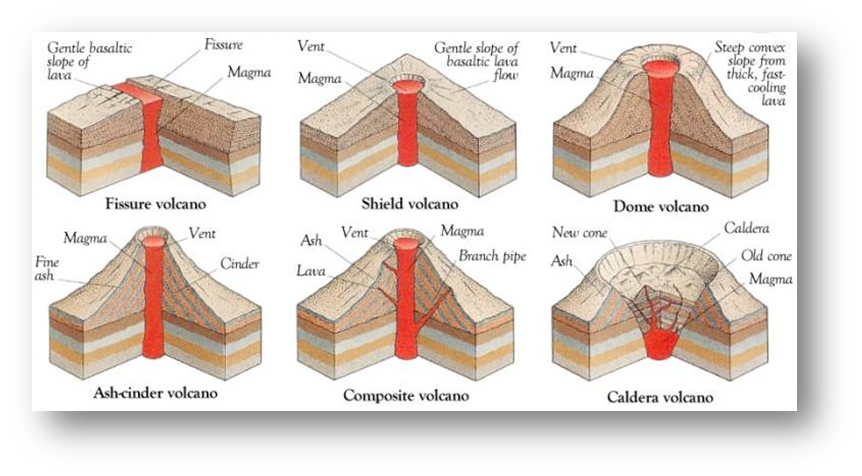 Gentle basaltic
slope of
lava
Fissure
Magma
Fissure volcano
Vent
Magma
Gentle slope of
basaltic lava
flow
Shield volcano
Vent
Magma
Steep convex
slope from
thick, fast-
cooling
lava
Dome volcano
Magma
Vent
Fine
ash
Cinder
Ash-cinder volcano
Ash
Vent
Magma
Lava
Branch pipe
Composite volcano
New cone
Caldera
Ash
Old cone
Magma
Caldera volcano